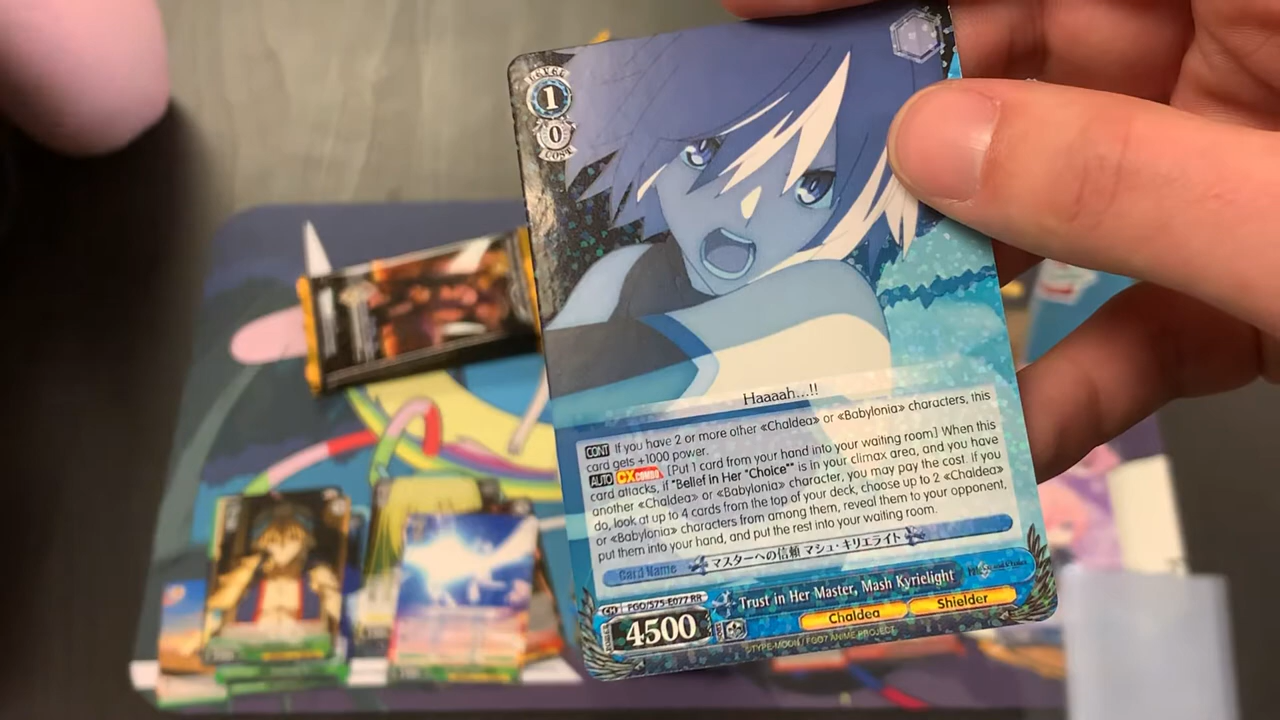 LEVEL
1
0
COST
Haaaah...!!
CONT If you have 2 or more other «Chaldea» or «Babylonia» characters, this
card gets +1000 power.
AUTO CX COMBO [Put 1 card from your hand into your waiting room] When this
card attacks, if "Belief in Her "Choice"" is in your climax area, and you have
another «Chaldea» or «Babylonia» character, you may pay the cost. If you
do, look at up to 4 cards from the top of your deck, choose up to 2 «Chaldea»
or «Babylonia» characters from among them, reveal them to your opponent,
put them into your hand, and put the rest into your waiting room.
Card Name マスターへの信頼 マシュ・キリエライト
CH FGO/S75-E077 RR
Trust in Her Master, Mash Kyrielight
4500
Chaldea Shielder
©TYPE-MOON / FGO7 ANIME PROJECT